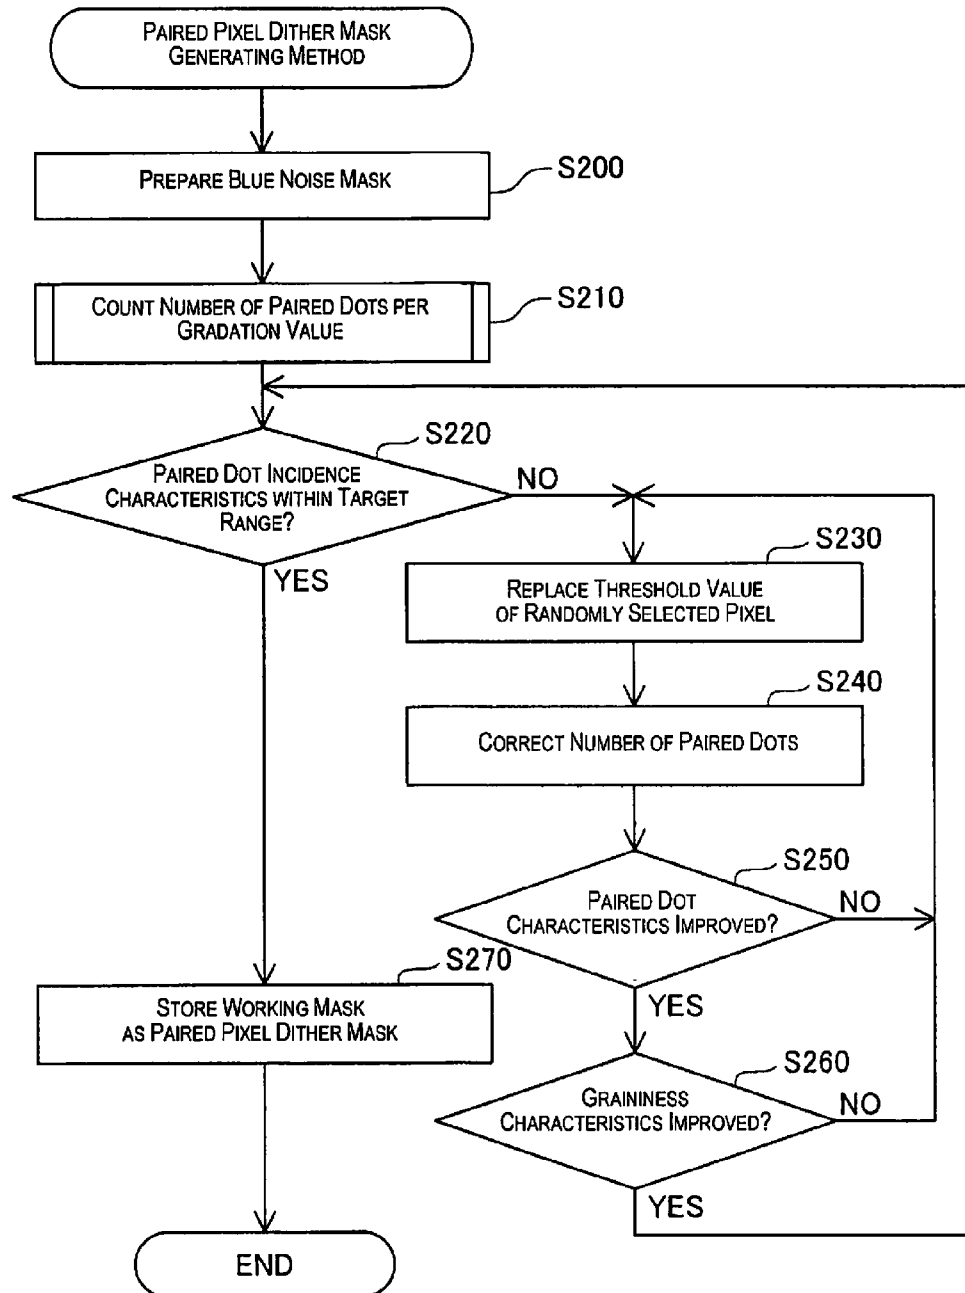 PAIRED PIXEL DITHER MASK
GENERATING METHOD
PREPARE BLUE NOISE MASK
S200
COUNT NUMBER OF PAIRED DOTS PER
GRADATION VALUE
S210
S220
PAIRED DOT INCIDENCE
CHARACTERISTICS WITHIN TARGET
RANGE?
NO
YES
S230
REPLACE THRESHOLD VALUE
OF RANDOMLY SELECTED PIXEL
S240
CORRECT NUMBER OF PAIRED DOTS
S250
PAIRED DOT
CHARACTERISTICS IMPROVED?
NO
YES
S260
GRAININESS
CHARACTERISTICS IMPROVED?
NO
YES
S270
STORE WORKING MASK
AS PAIRED PIXEL DITHER MASK
END